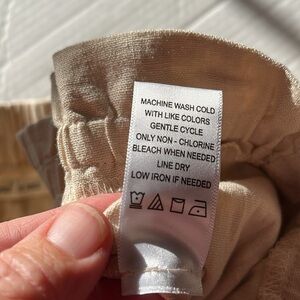 MACHINE WASH COLD
WITH LIKE COLORS
GENTLE CYCLE
ONLY NON - CHLORINE
BLEACH WHEN NEEDED
LINE DRY
LOW IRON IF NEEDED